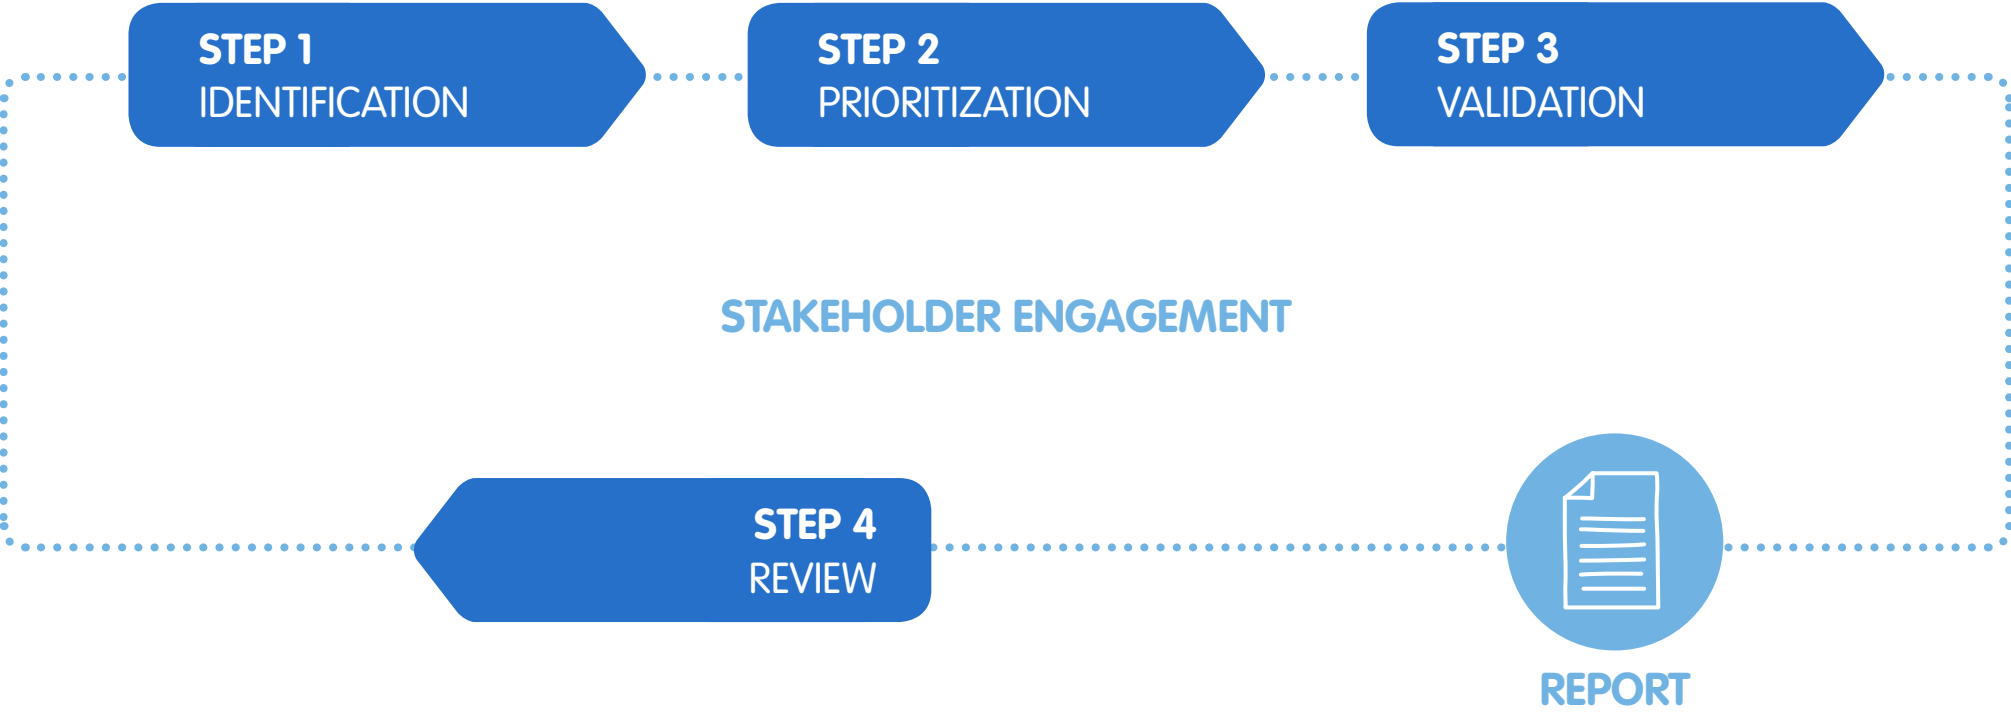 STEP 1
IDENTIFICATION
STEP 2
PRIORITIZATION
STEP 3
VALIDATION
STAKEHOLDER ENGAGEMENT
STEP 4
REVIEW
REPORT